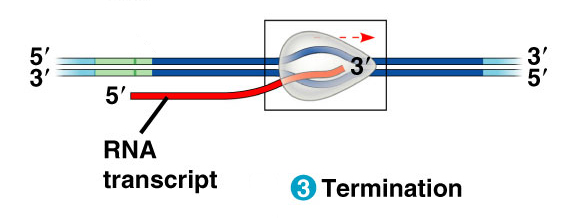 5′ 3′
3′ 3′ 5′
5′
RNA
transcript
3 Termination